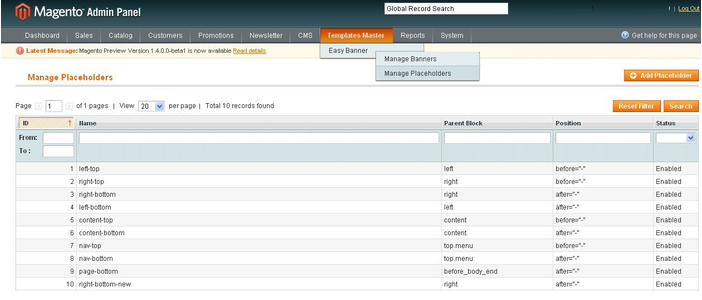 Magento Admin Panel
Global Record Search
Log Out
Dashboard Sales Catalog Customers Promotions Newsletter CMS Templates Master Reports System Get help for this page
Latest Message: Magento Preview Version 1.4.0.0-beta1 is now available Read details
Easy Banner
Manage Banners
Manage Placeholders
Manage Placeholders
Add Placeholder
Page 1 of 1 pages | View 20 per page | Total 10 records found
Reset Filter Search
ID Name Parent Block Position Status
From:
To :
1 left-top left before="-" Enabled
2 right-top right before="-" Enabled
3 right-bottom right after="-" Enabled
4 left-bottom left after="-" Enabled
5 content-top content before="-" Enabled
6 content-bottom content after="-" Enabled
7 nav-top top.menu before="-" Enabled
8 nav-bottom top.menu after="-" Enabled
9 page-bottom before_body_end after="-" Enabled
10 right-bottom-new right after="-" Enabled